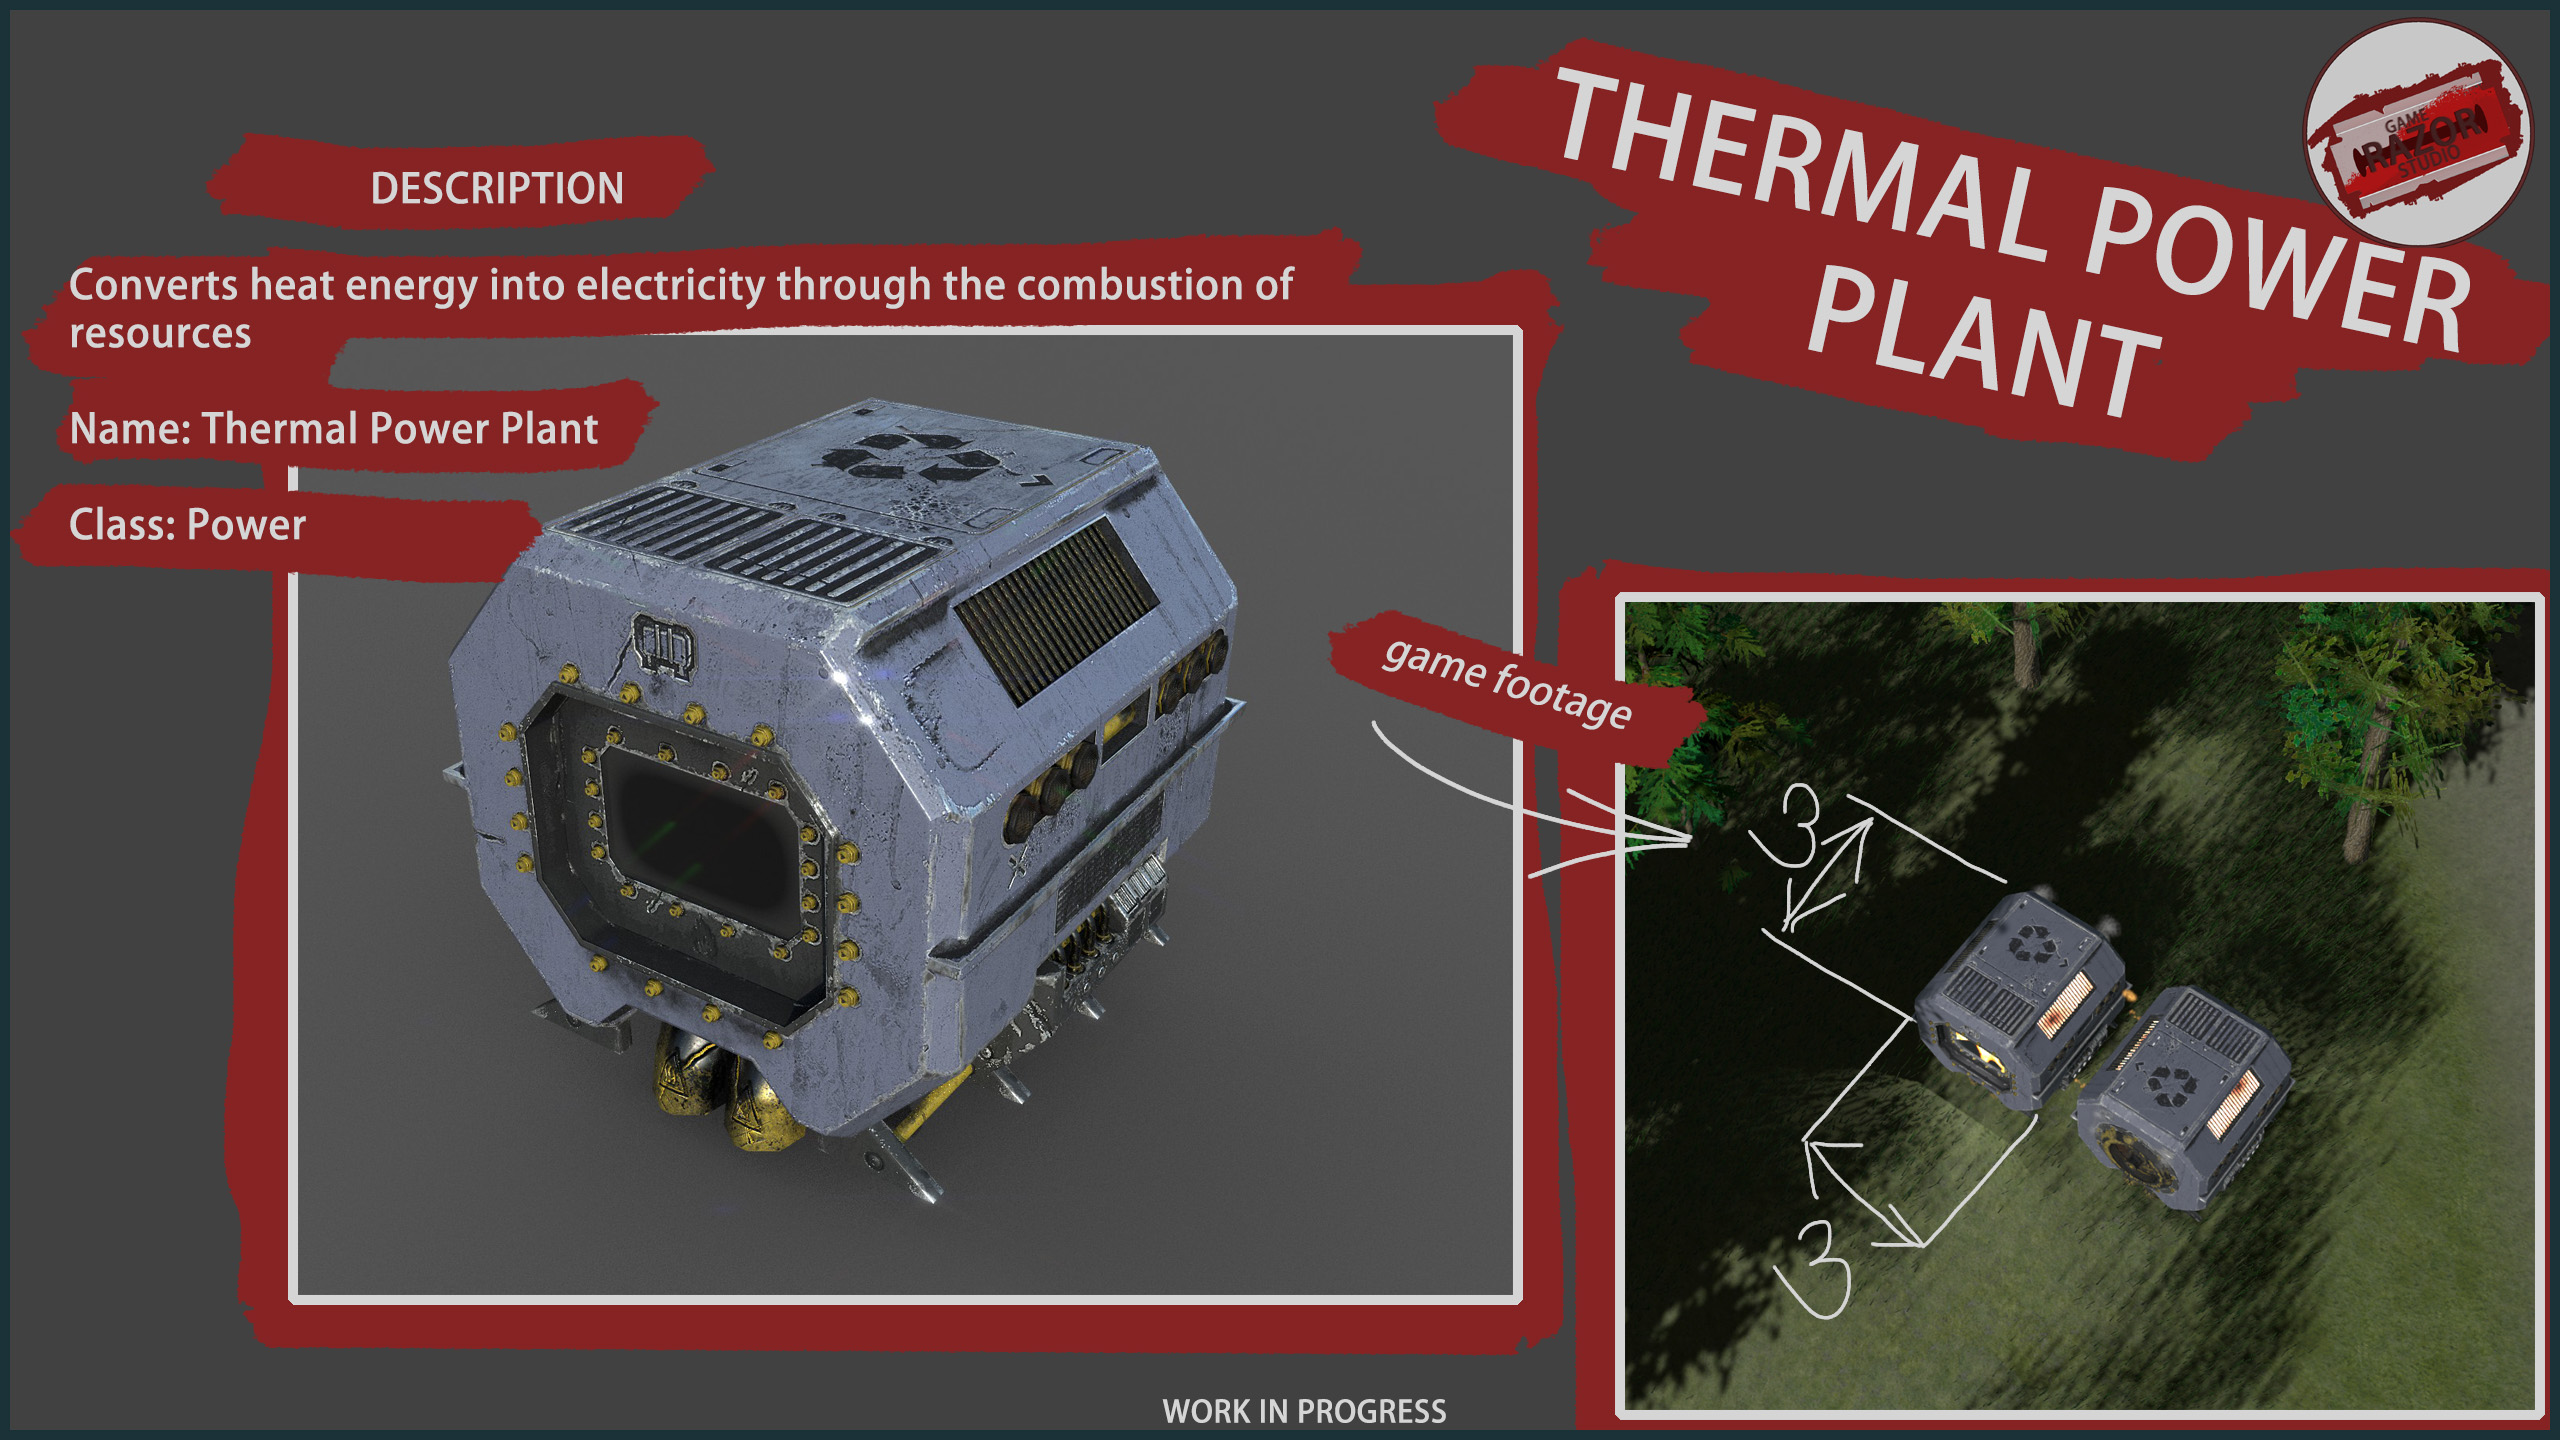 THERMAL POWER
PLANT
GAME
RAZOR
STUDIO
DESCRIPTION
Converts heat energy into electricity through the combustion of
resources
Name: Thermal Power Plant
Class: Power
game footage
3
3
WORK IN PROGRESS